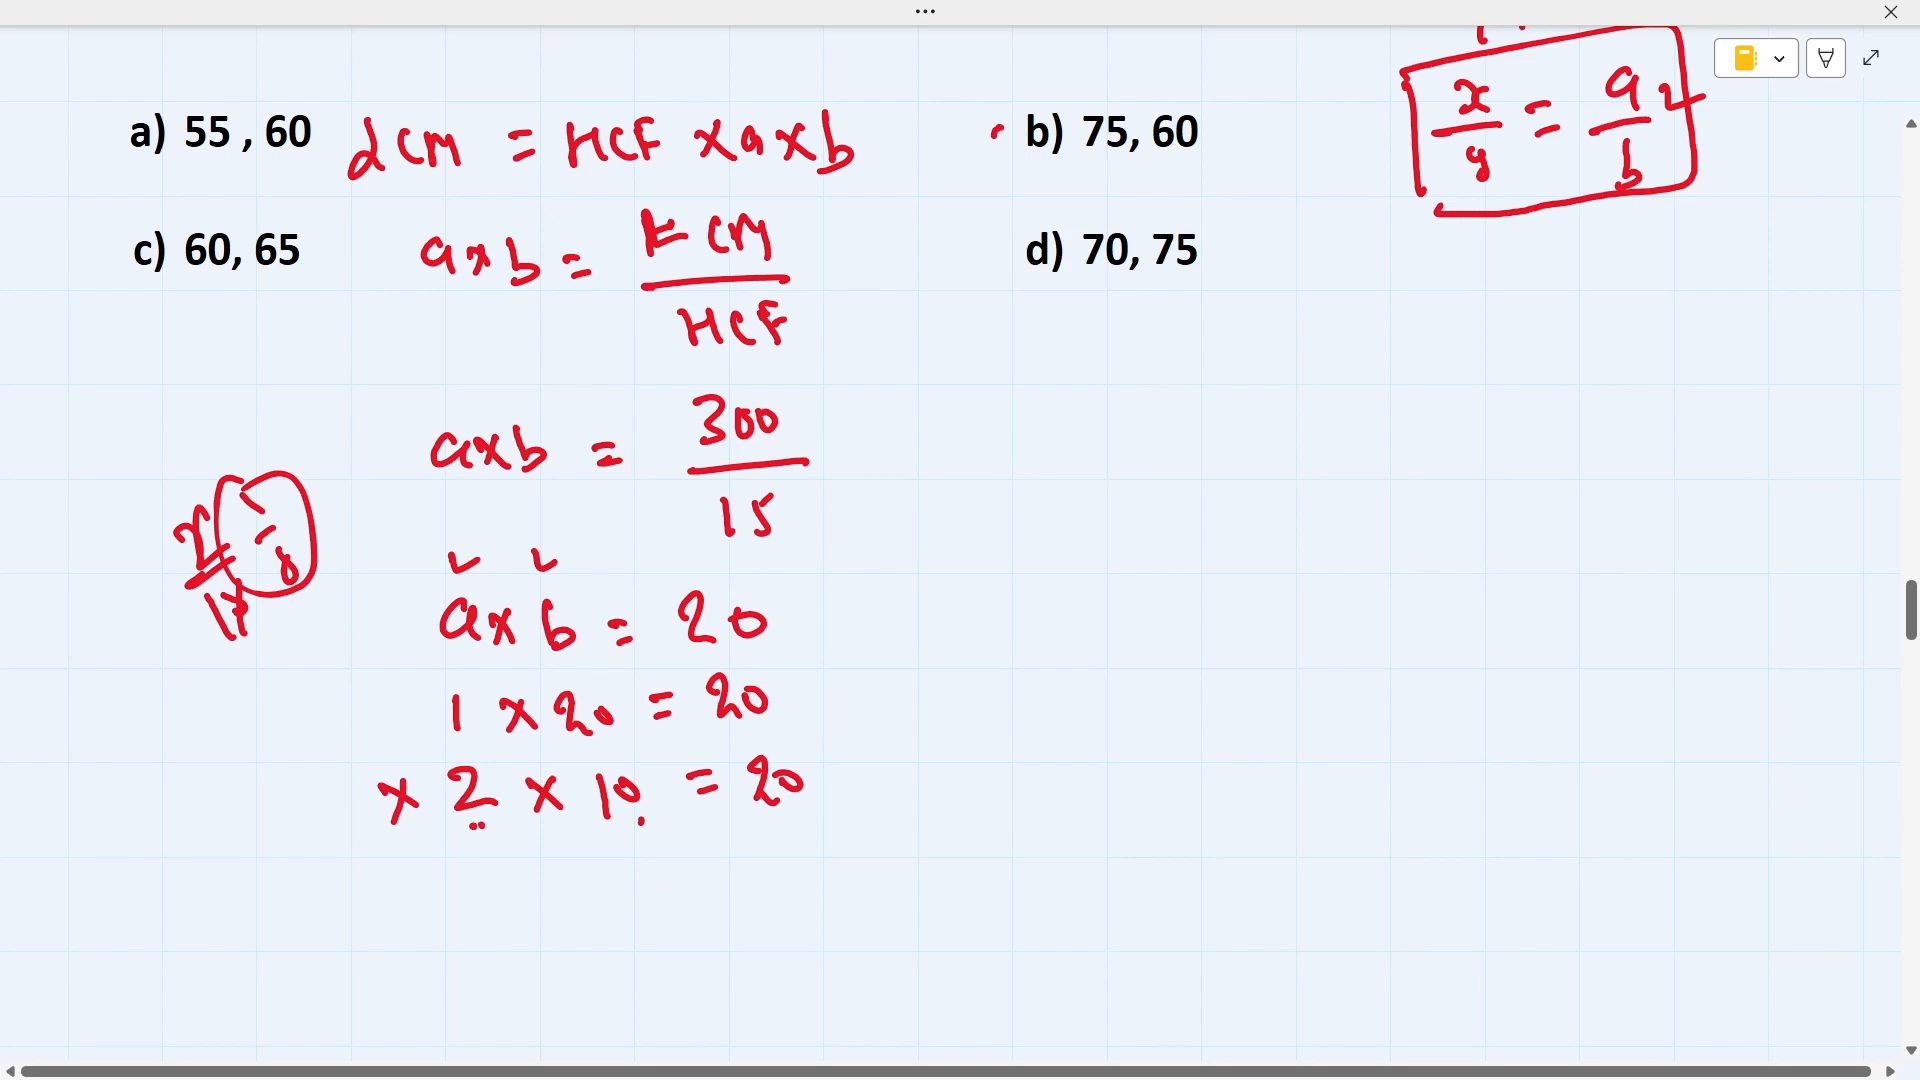 a) 55 , 60
LCM = HCF x a x b
b) 75, 60
x/y = a/b
c) 60, 65
a x b = LCM/HCF
d) 70, 75
a x b = 300/15
a x b = 20
1 x 20 = 20
x 2 x 10 = 20